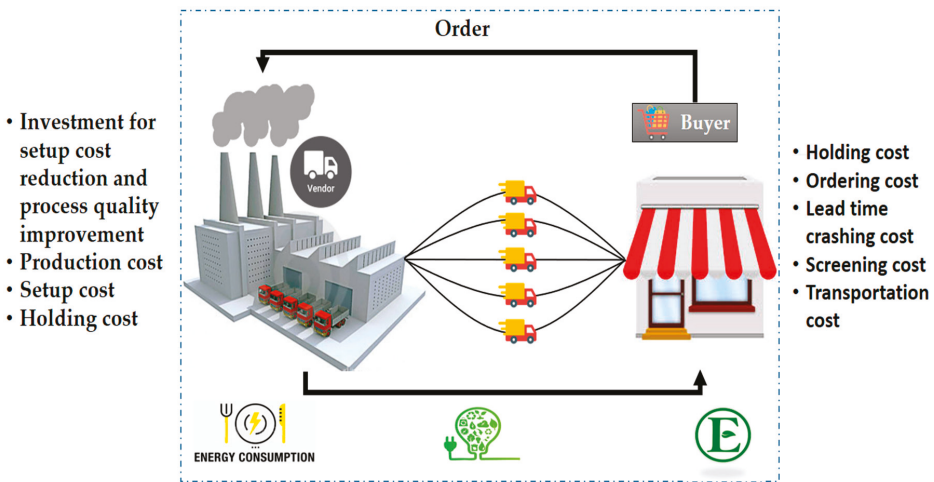 Order
• Investment for
setup cost
reduction and
process quality
improvement
• Production cost
• Setup cost
• Holding cost
Vendor
Buyer
• Holding cost
• Ordering cost
• Lead time
crashing cost
• Screening cost
• Transportation
cost
ENERGY CONSUMPTION
E